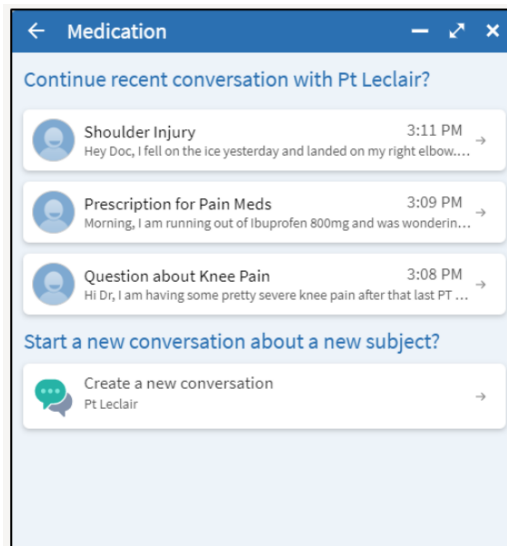 Medication
Continue recent conversation with Pt Leclair?
Shoulder Injury 3:11 PM
Hey Doc, I fell on the ice yesterday and landed on my right elbow....
Prescription for Pain Meds 3:09 PM
Morning, I am running out of Ibuprofen 800mg and was wonderin...
Question about Knee Pain 3:08 PM
Hi Dr, I am having some pretty severe knee pain after that last PT ...
Start a new conversation about a new subject?
Create a new conversation
Pt Leclair